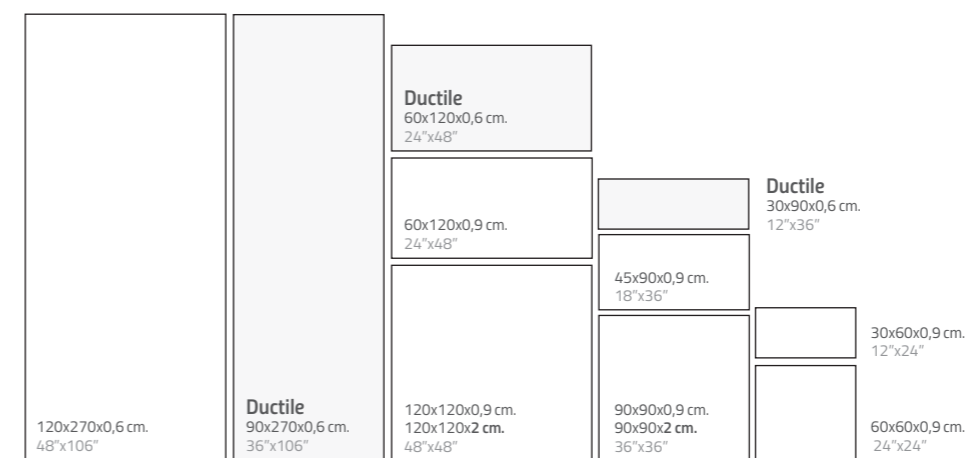 120x270x0,6 cm.
48”x106”
Ductile
90x270x0,6 cm.
36”x106”
Ductile
60x120x0,6 cm.
24”x48”
60x120x0,9 cm.
24”x48”
120x120x0,9 cm.
120x120x2 cm.
48”x48”
Ductile
30x90x0,6 cm.
12”x36”
45x90x0,9 cm.
18”x36”
90x90x0,9 cm.
90x90x2 cm.
36”x36”
30x60x0,9 cm.
12”x24”
60x60x0,9 cm.
24”x24”